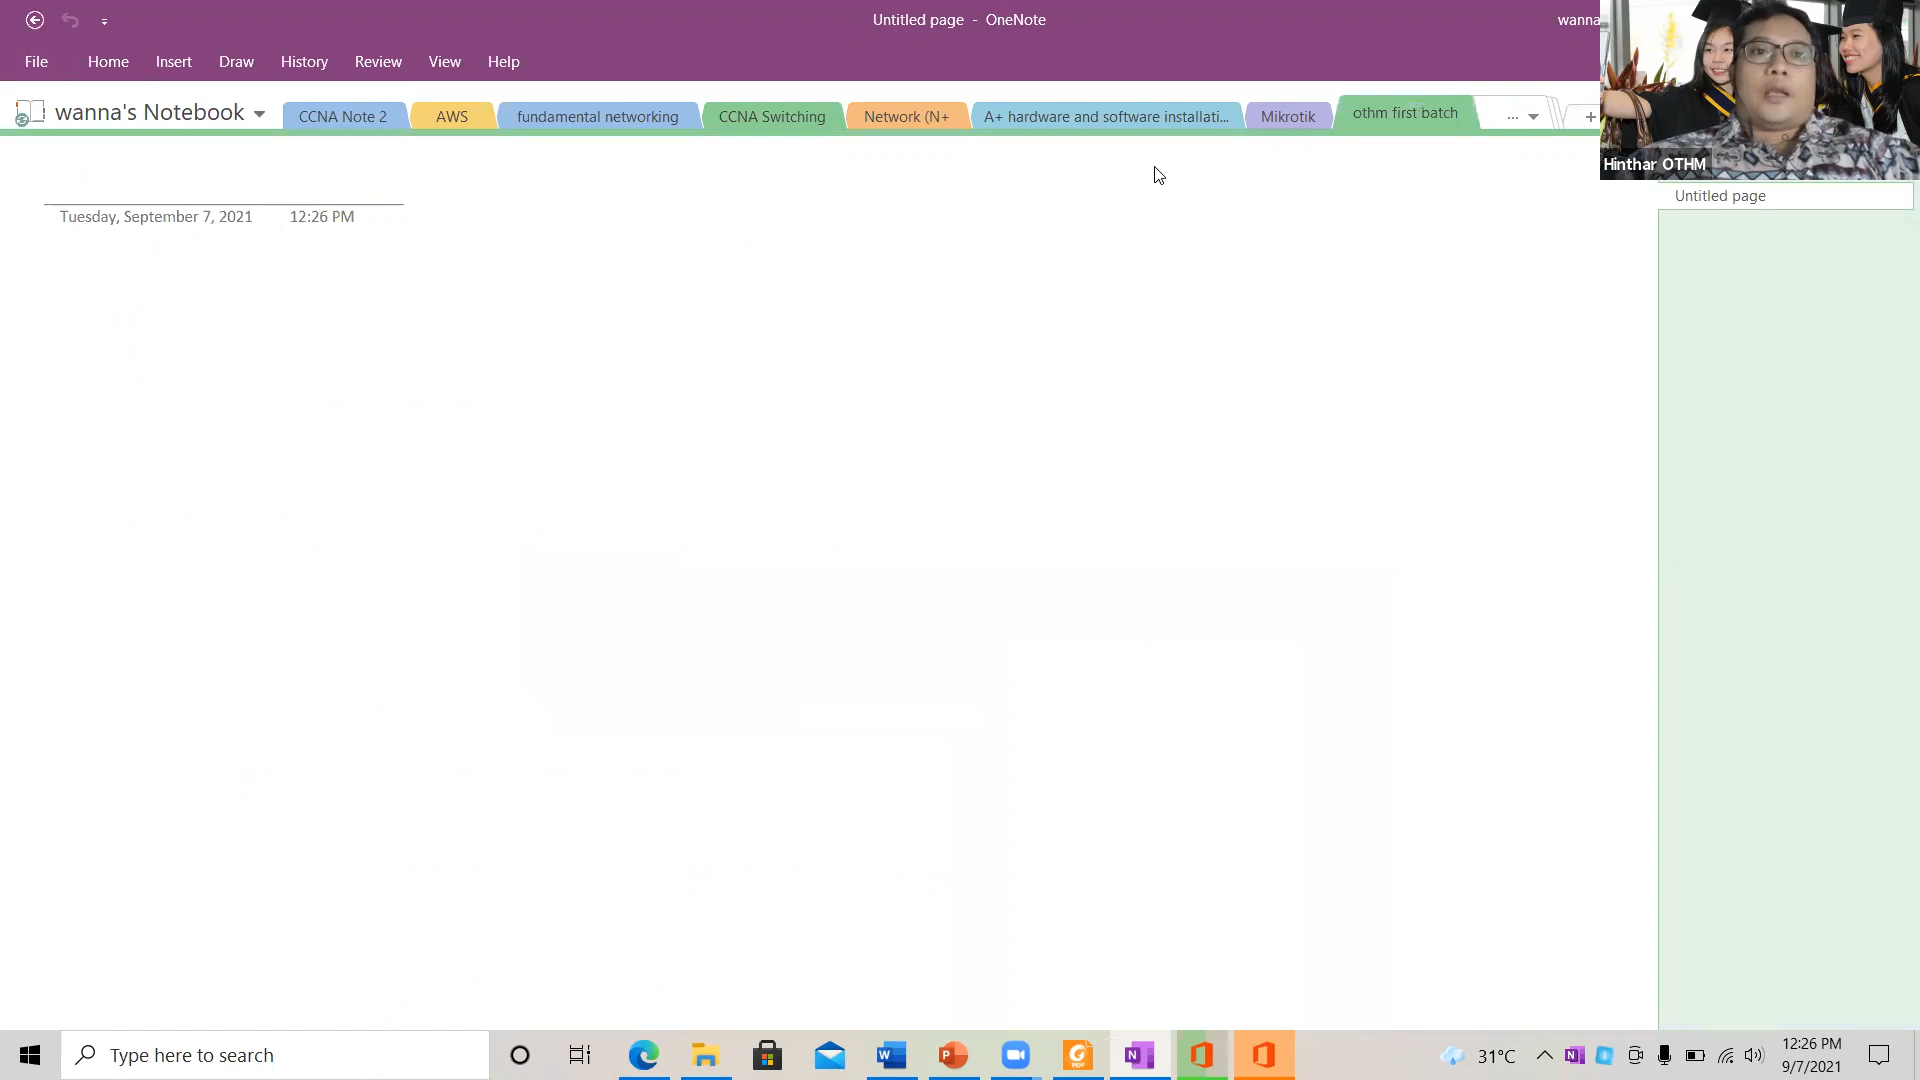 Untitled page - OneNote
wanna
File Home Insert Draw History Review View Help
wanna's Notebook
CCNA Note 2
AWS
fundamental networking
CCNA Switching
Network (N+
A+ hardware and software installati...
Mikrotik
othm first batch
...
Hinthar OTHM
Untitled page
Tuesday, September 7, 2021 12:26 PM
Type here to search
31°C
12:26 PM
9/7/2021